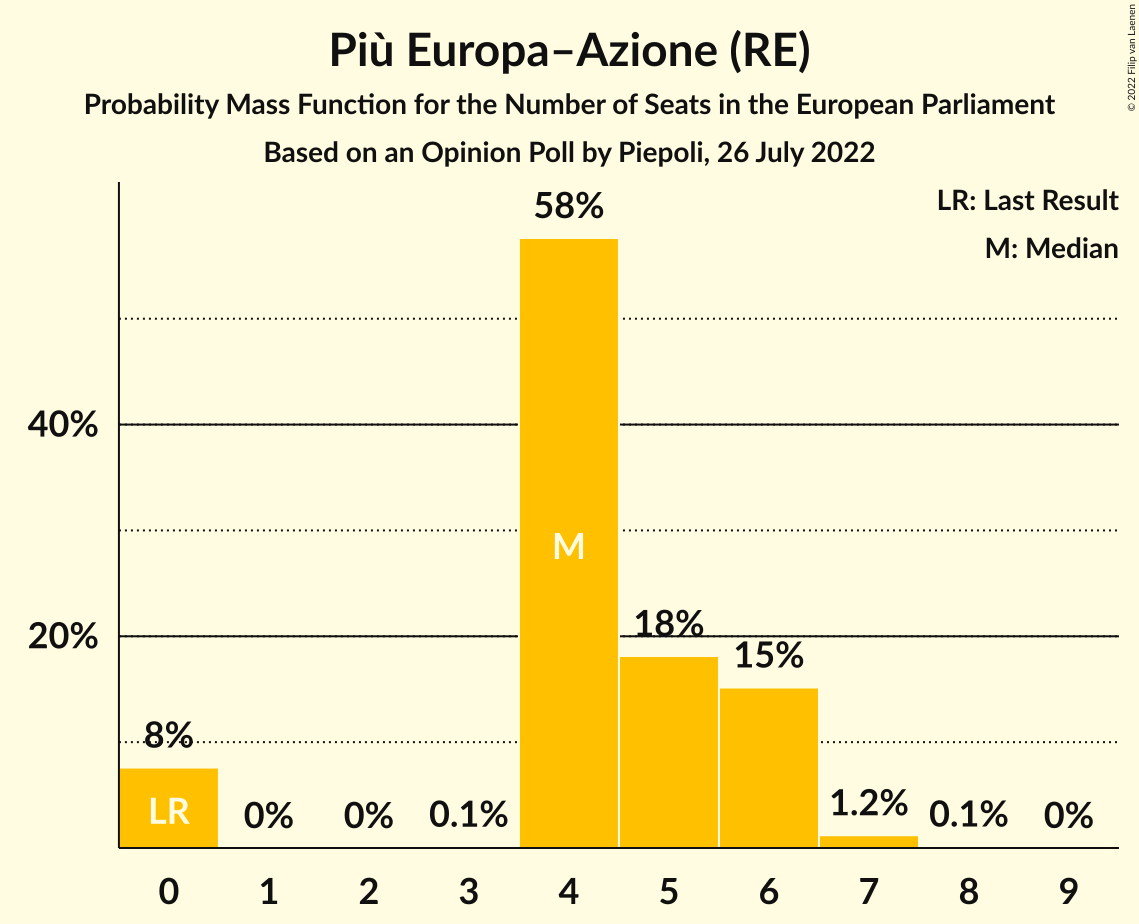 Più Europa–Azione (RE)
Probability Mass Function for the Number of Seats in the European Parliament
Based on an Opinion Poll by Piepoli, 26 July 2022
© 2022 Filip van Laenen
LR: Last Result
M: Median
58%
40%
M
18%
20%
15%
8%
LR
0%
0%
0.1%
1.2%
0.1%
0%
0 1 2 3 4 5 6 7 8 9